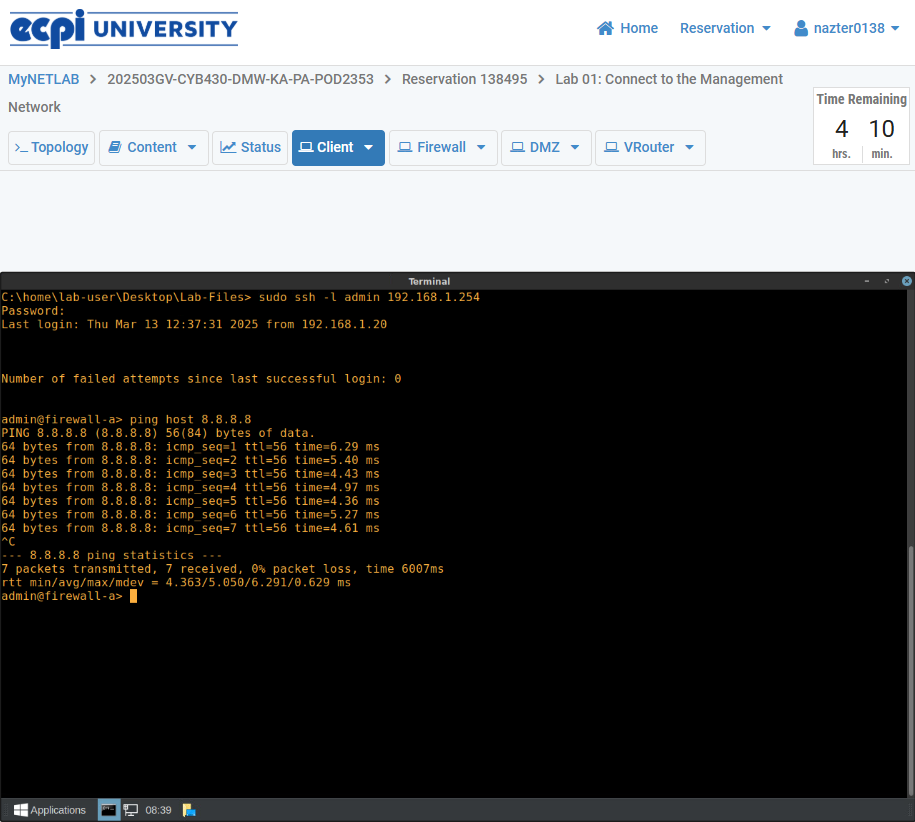 ecpi UNIVERSITY
Home Reservation nazter0138
MyNETLAB > 202503GV-CYB430-DMW-KA-PA-POD2353 > Reservation 138495 > Lab 01: Connect to the Management
Network
Time Remaining
4 10
hrs. min.
>_ Topology Content Status Client Firewall DMZ VRouter
Terminal
C:\home\lab-user\Desktop\Lab-Files> sudo ssh -l admin 192.168.1.254
Password:
Last login: Thu Mar 13 12:37:31 2025 from 192.168.1.20
Number of failed attempts since last successful login: 0
admin@firewall-a> ping host 8.8.8.8
PING 8.8.8.8 (8.8.8.8) 56(84) bytes of data.
64 bytes from 8.8.8.8: icmp_seq=1 ttl=56 time=6.29 ms
64 bytes from 8.8.8.8: icmp_seq=2 ttl=56 time=5.40 ms
64 bytes from 8.8.8.8: icmp_seq=3 ttl=56 time=4.43 ms
64 bytes from 8.8.8.8: icmp_seq=4 ttl=56 time=4.97 ms
64 bytes from 8.8.8.8: icmp_seq=5 ttl=56 time=4.36 ms
64 bytes from 8.8.8.8: icmp_seq=6 ttl=56 time=5.27 ms
64 bytes from 8.8.8.8: icmp_seq=7 ttl=56 time=4.61 ms
^C
--- 8.8.8.8 ping statistics ---
7 packets transmitted, 7 received, 0% packet loss, time 6007ms
rtt min/avg/max/mdev = 4.363/5.050/6.291/0.629 ms
admin@firewall-a>
Applications 08:39